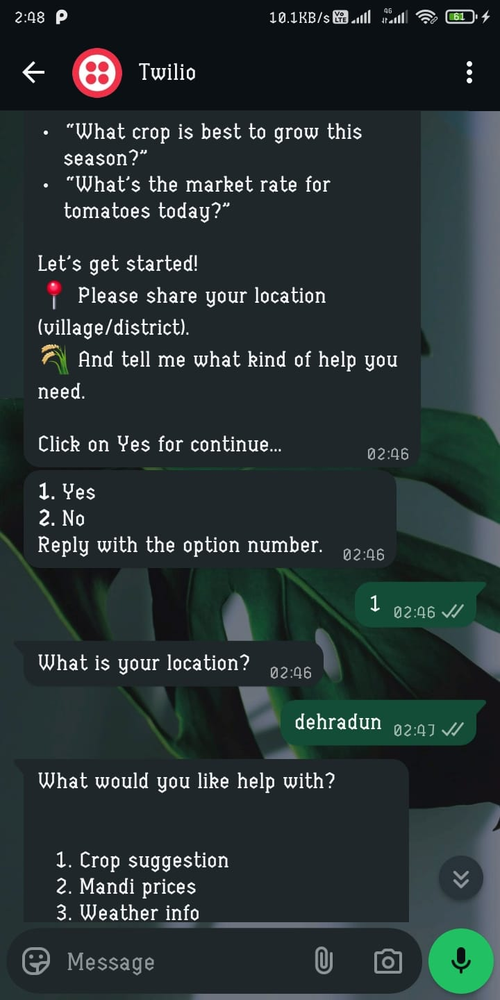 2:48
10.1KB/s Vo LTE 4G 61
Twilio
• “What crop is best to grow this
season?”
• “What’s the market rate for
tomatoes today?”
Let’s get started!
📍 Please share your location
(village/district).
🌾 And tell me what kind of help you
need.
Click on Yes for continue...
02:46
1. Yes
2. No
Reply with the option number.
02:46
1 02:46
What is your location? 02:46
dehradun 02:47
What would you like help with?
1. Crop suggestion
2. Mandi prices
3. Weather info
Message